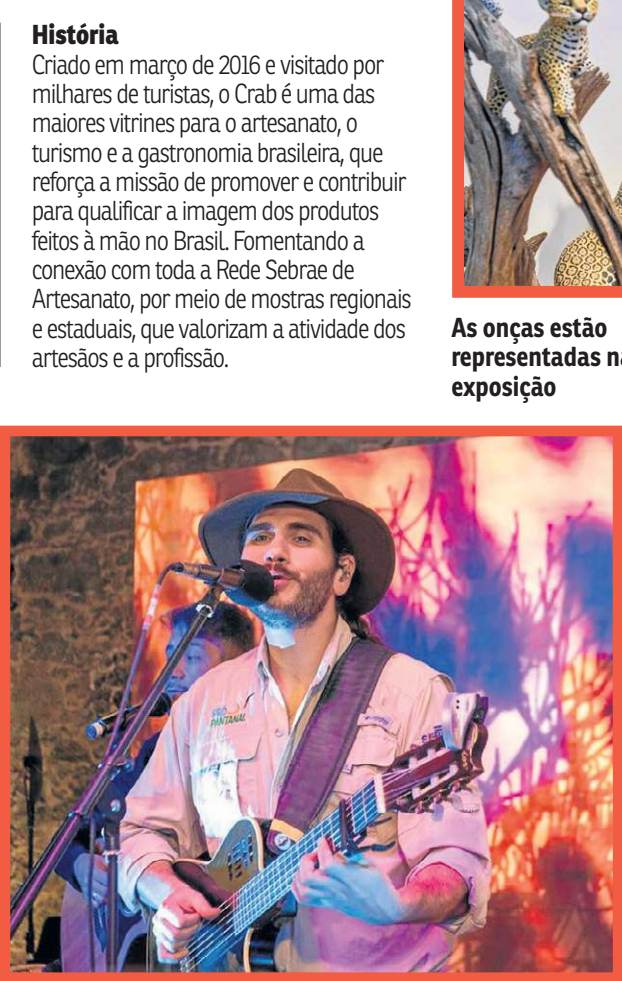 História
Criado em março de 2016 e visitado por
milhares de turistas, o Crab é uma das
maiores vitrines para o artesanato, o
turismo e a gastronomia brasileira, que
reforça a missão de promover e contribuir
para qualificar a imagem dos produtos
feitos à mão no Brasil. Fomentando a
conexão com toda a Rede Sebrae de
Artesanato, por meio de mostras regionais
e estaduais, que valorizam a atividade dos
artesãos e a profissão.
As onças estão
representadas na
exposição
PANTANAL